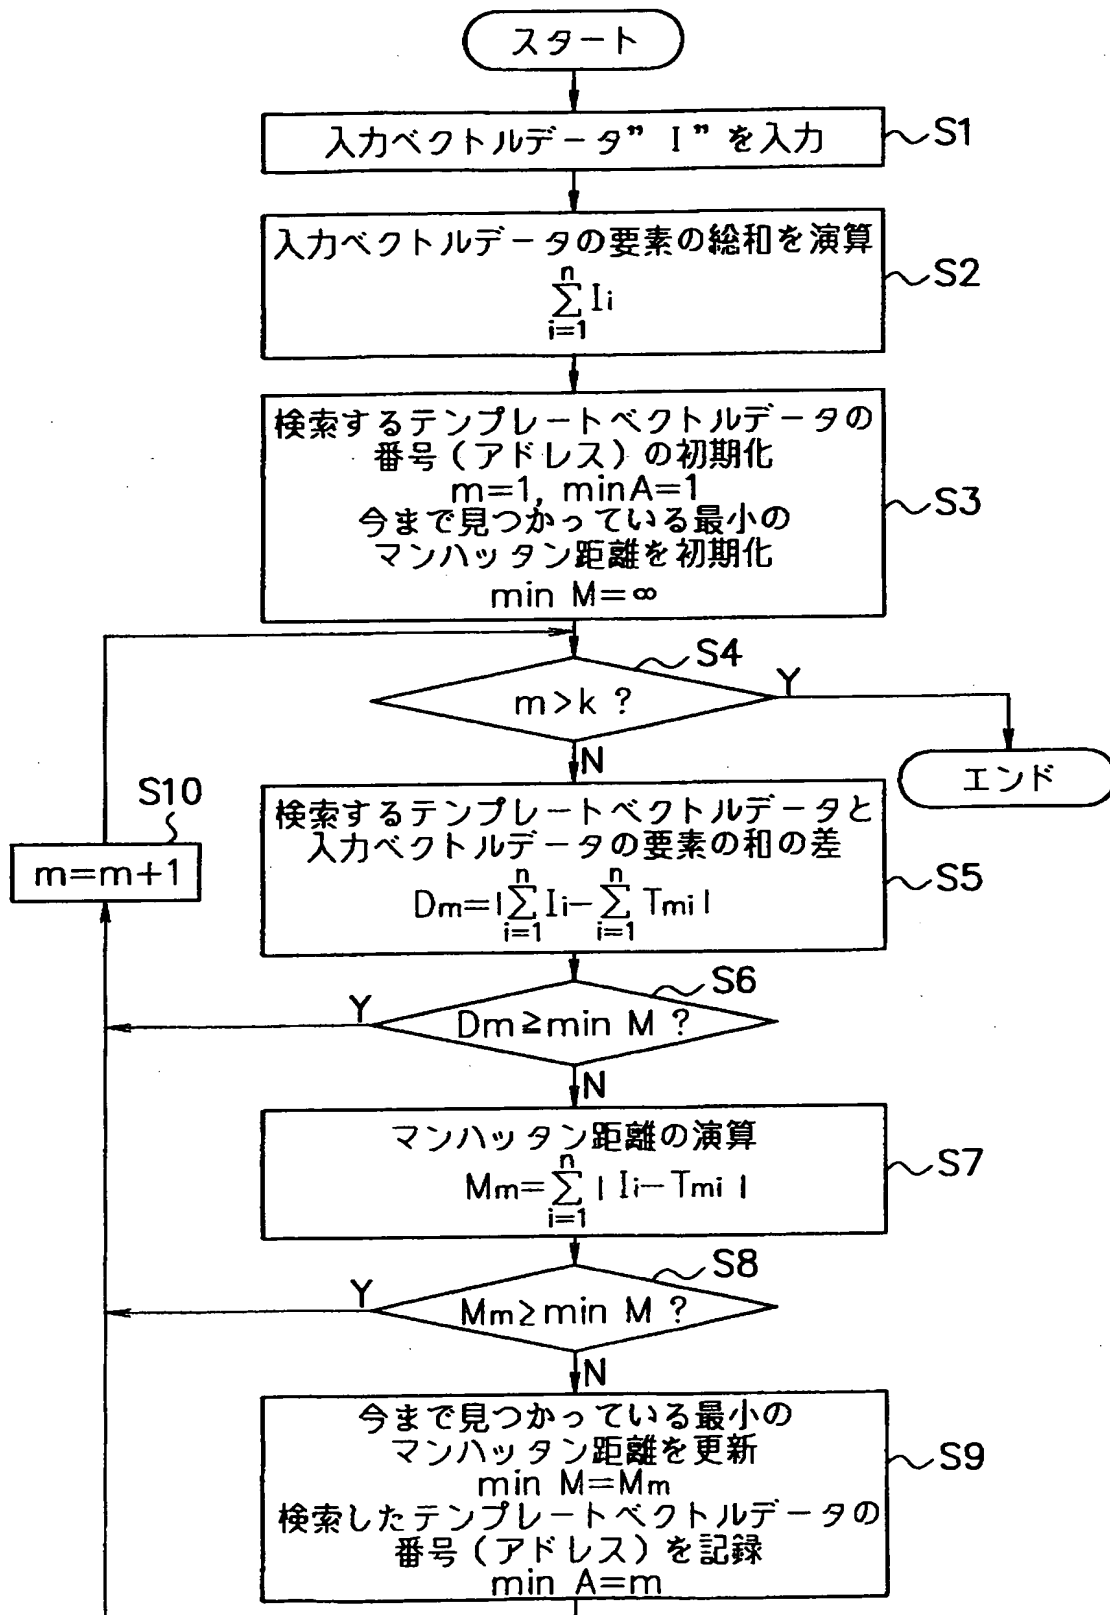 スタート
入力ベクトルデータ” I ”を入力
S1
入力ベクトルデータの要素の総和を演算
n
∑ Ii
i=1
S2
検索するテンプレートベクトルデータの
番号(アドレス)の初期化
m=1, minA=1
今まで見つかっている最小の
マンハッタン距離を初期化
min M=∞
S3
S4
m>k ?
Y
N
エンド
S10
m=m+1
検索するテンプレートベクトルデータと
入力ベクトルデータの要素の和の差
n n
Dm=|∑ Ii-∑ Tmi|
i=1 i=1
S5
S6
Y
Dm≧min M ?
N
マンハッタン距離の演算
n
Mm=∑ | Ii-Tmi |
i=1
S7
S8
Y
Mm≥min M ?
N
今まで見つかっている最小の
マンハッタン距離を更新
min M=Mm
検索したテンプレートベクトルデータの
番号(アドレス)を記録
min A=m
S9